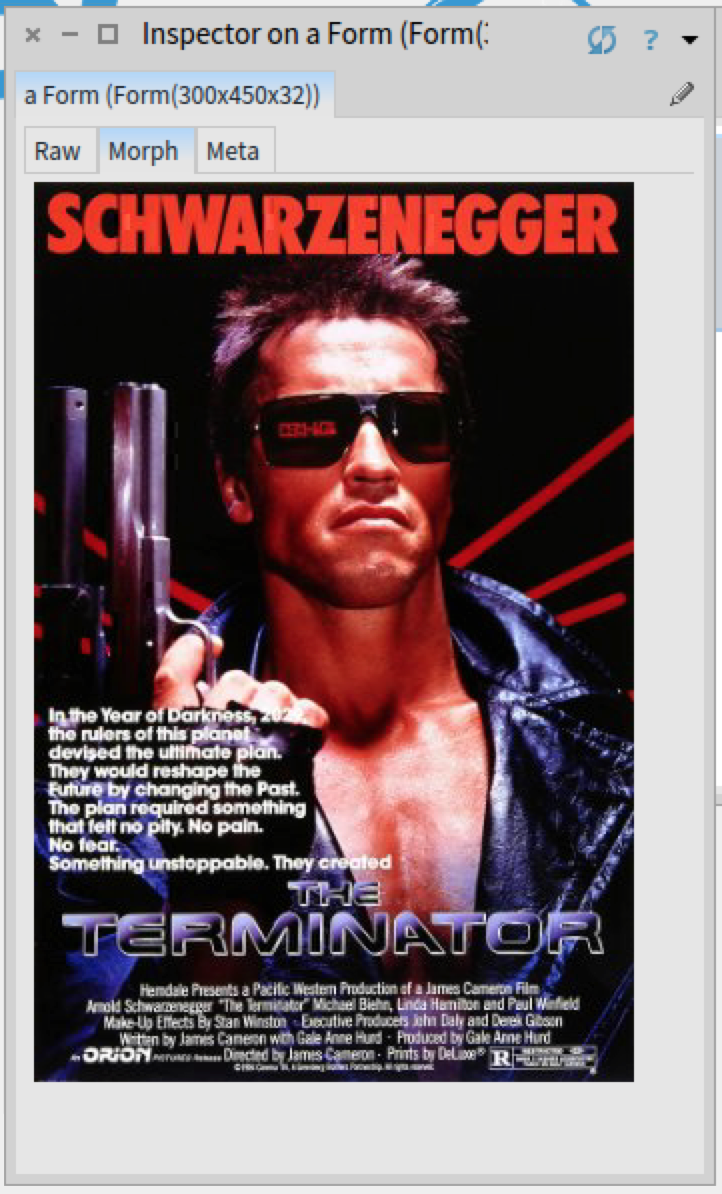 Inspector on a Form (Form(3
?
a Form (Form(300x450x32))
Raw
Morph
Meta
SCHWARZENEGGER
In the Year of Darkness, 2029,
the rulers of this planet
devised the ultimate plan.
They would reshape the
Future by changing the Past.
The plan required something
that felt no pity. No pain.
No fear.
Something unstoppable. They created
THE
TERMINATOR
Hemdale Presents a Pacific Western Production of a James Cameron Film
Arnold Schwarzenegger "The Terminator" Michael Biehn, Linda Hamilton and Paul Winfield
Make-Up Effects By Stan Winston · Executive Producers John Daly and Derek Gibson
Written by James Cameron with Gale Anne Hurd · Produced by Gale Anne Hurd
An ORION PICTURES Release Directed by James Cameron · Prints by DeLuxe® R RESTRICTED